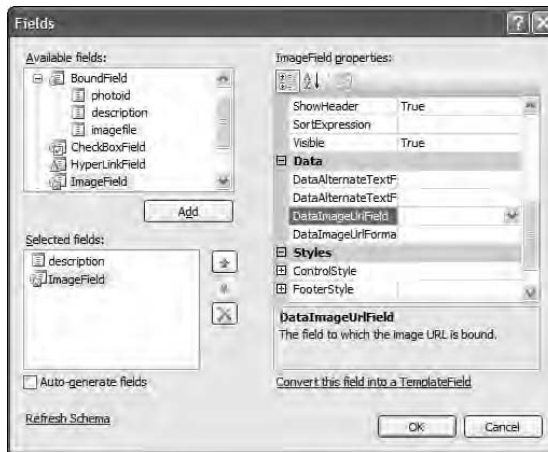 Fields
Available fields:
BoundField
photoid
description
imagefile
CheckBoxField
HyperLinkField
ImageField
Add
Selected fields:
description
ImageField
Auto-generate fields
Refresh Schema
ImageField properties:
ShowHeader True
SortExpression
Visible True
Data
DataAlternateTextF
DataAlternateTextF
DataImageUrlField
DataImageUrlForma
Styles
ControlStyle
FooterStyle
DataImageUrlField
The field to which the image URL is bound.
Convert this field into a TemplateField
OK
Cancel